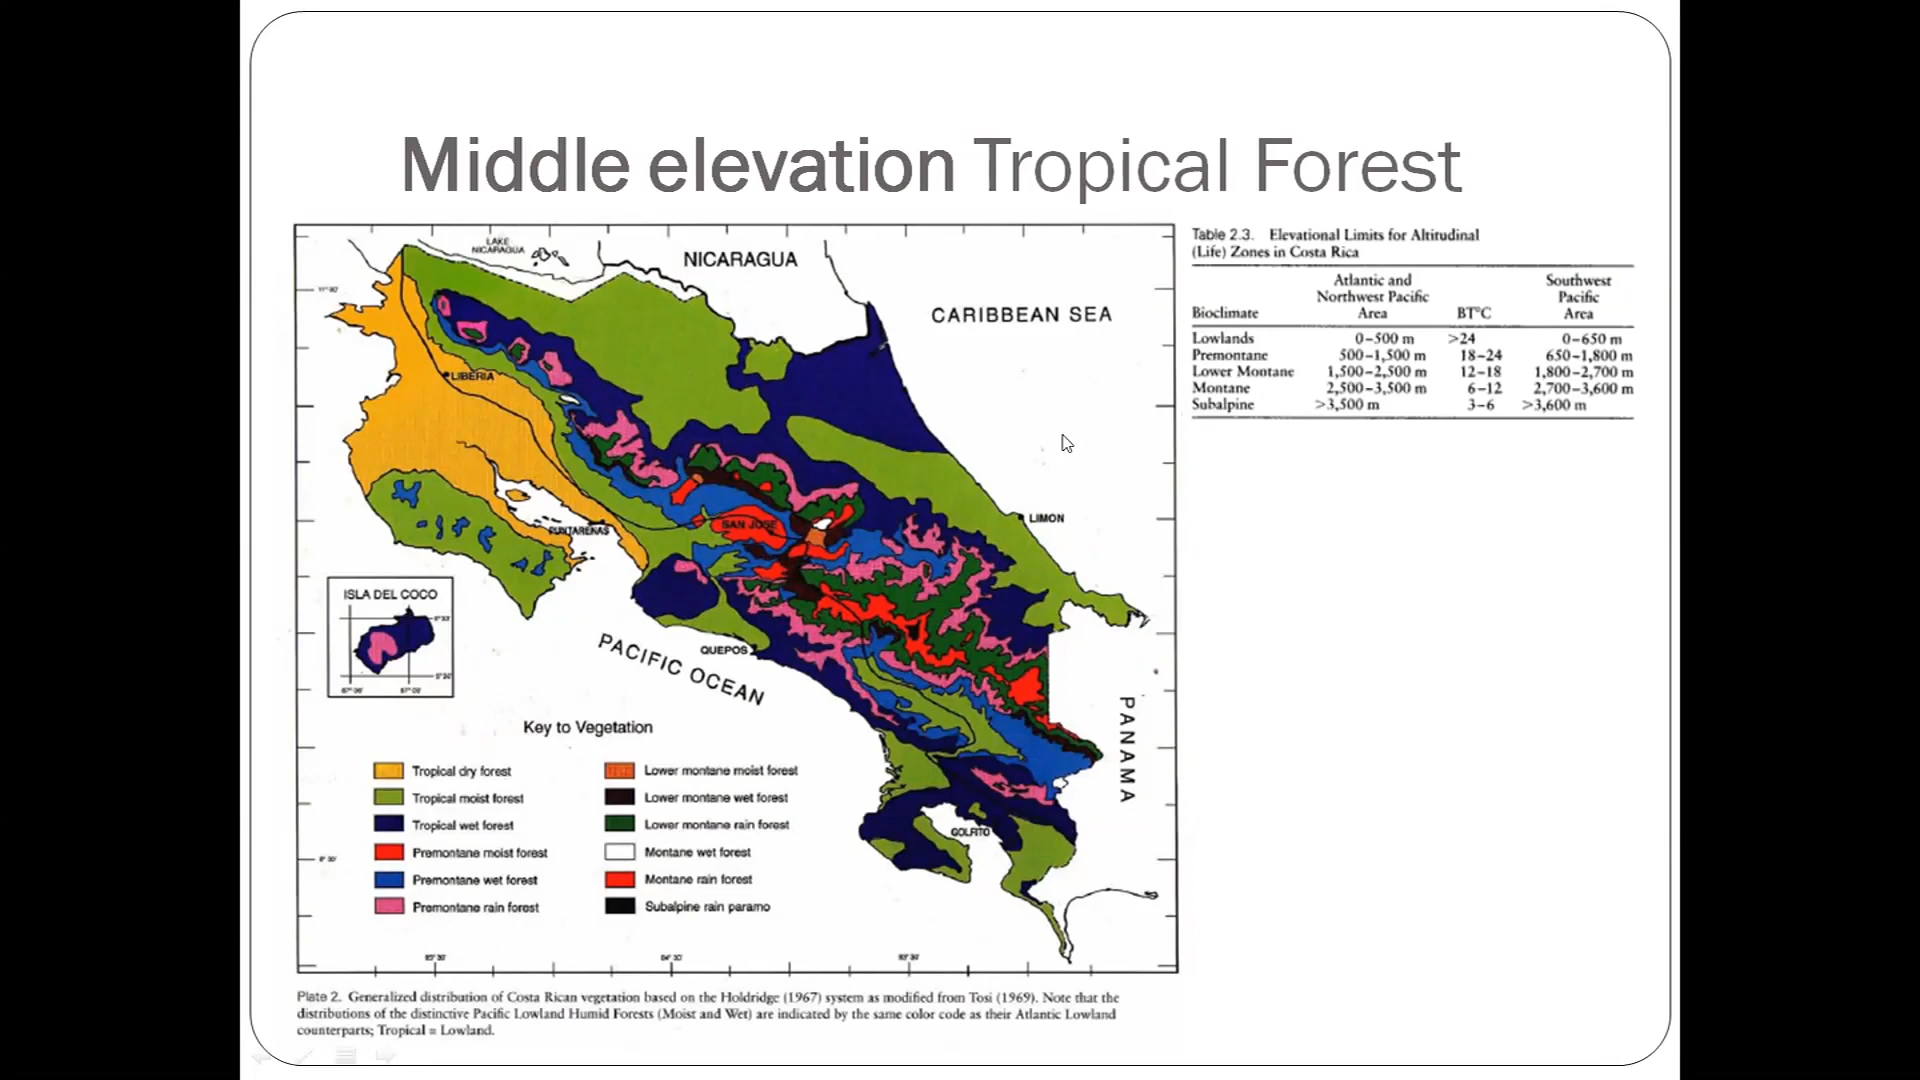 Middle elevation Tropical Forest
LAKE
NICARAGUA
NICARAGUA
CARIBBEAN SEA
LIBERIA
LIMON
SAN JOSE
PUNTARENAS
ISLA DEL COCO
QUEPOS
PACIFIC OCEAN
PANAMA
GOLFITO
Key to Vegetation
Tropical dry forest
Tropical moist forest
Tropical wet forest
Premontane moist forest
Premontane wet forest
Premontane rain forest
Lower montane moist forest
Lower montane wet forest
Lower montane rain forest
Montane wet forest
Montane rain forest
Subalpine rain paramo
Plate 2. Generalized distribution of Costa Rican vegetation based on the Holdridge (1967) system as modified from Tosi (1969). Note that the
distributions of the distinctive Pacific Lowland Humid Forests (Moist and Wet) are indicated by the same color code as their Atlantic Lowland
counterparts; Tropical = Lowland.
Table 2.3. Elevational Limits for Altitudinal
(Life) Zones in Costa Rica
Atlantic and Southwest
Northwest Pacific Pacific
Bioclimate Area BT°C Area
Lowlands 0–500 m >24 0–650 m
Premontane 500–1,500 m 18–24 650–1,800 m
Lower Montane 1,500–2,500 m 12–18 1,800–2,700 m
Montane 2,500–3,500 m 6–12 2,700–3,600 m
Subalpine >3,500 m 3–6 >3,600 m